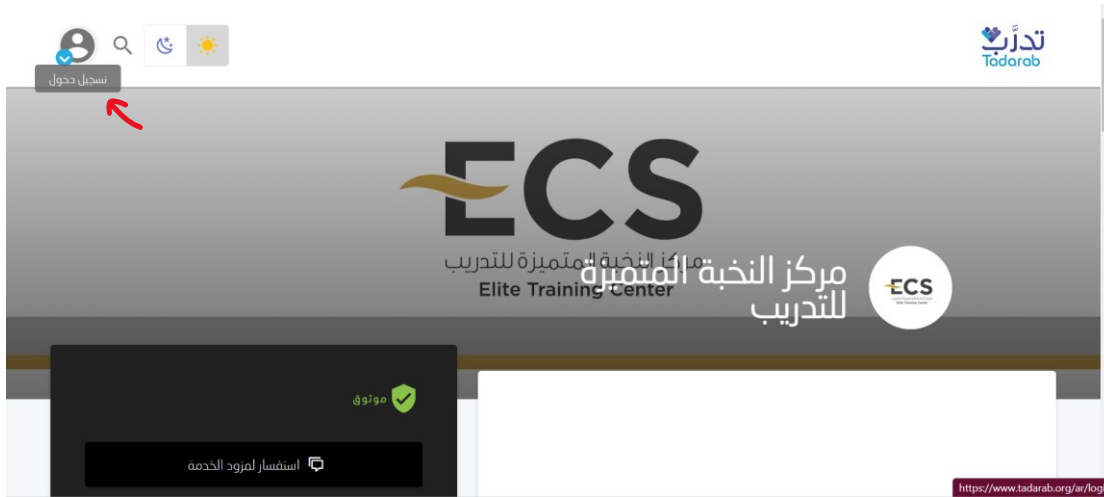 تدرَّب
Tadarab
تسجيل دخول
ECS
مركز النخبة المتميزة للتدريب
Elite Training Center
ECS
مركز النخبة المتميزة
للتدريب
موثوق
استفسار لمزود الخدمة
https://www.tadarab.org/ar/logi